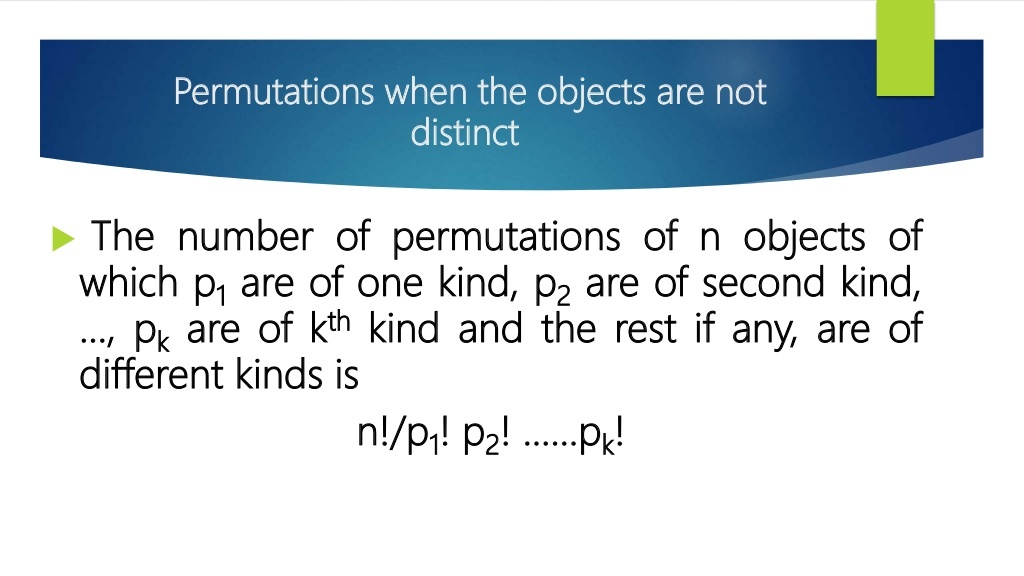 Permutations when the objects are not
distinct
The number of permutations of n objects of
which p₁ are of one kind, p₂ are of second kind,
..., pₖ are of kᵗʰ kind and the rest if any, are of
different kinds is
n!/p₁! p₂! ......pₖ!